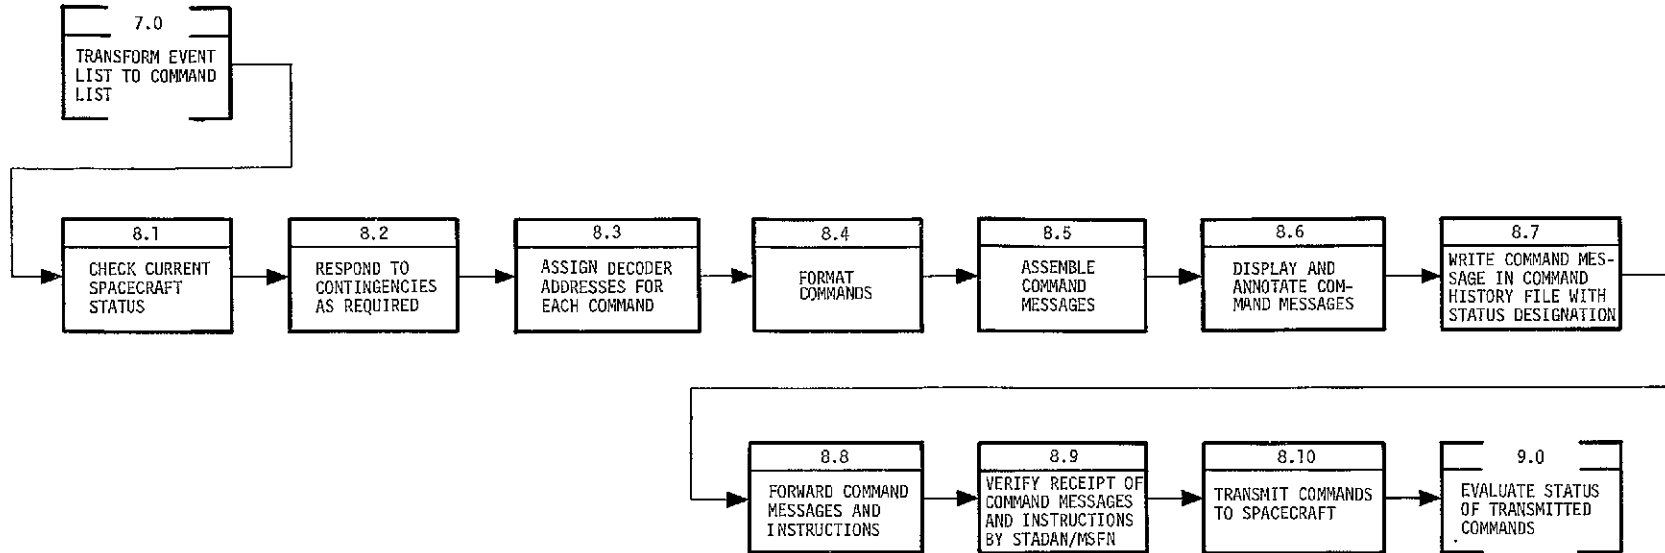 7.0
TRANSFORM EVENT
LIST TO COMMAND
LIST
8.1
CHECK CURRENT
SPACECRAFT
STATUS
8.2
RESPOND TO
CONTINGENCIES
AS REQUIRED
8.3
ASSIGN DECODER
ADDRESSES FOR
EACH COMMAND
8.4
FORMAT
COMMANDS
8.5
ASSEMBLE
COMMAND
MESSAGES
8.6
DISPLAY AND
ANNOTATE COM-
MAND MESSAGES
8.7
WRITE COMMAND MES-
SAGE IN COMMAND
HISTORY FILE WITH
STATUS DESIGNATION
8.8
FORWARD COMMAND
MESSAGES AND
INSTRUCTIONS
8.9
VERIFY RECEIPT OF
COMMAND MESSAGES
AND INSTRUCTIONS
BY STADAN/MSFN
8.10
TRANSMIT COMMANDS
TO SPACECRAFT
9.0
EVALUATE STATUS
OF TRANSMITTED
COMMANDS